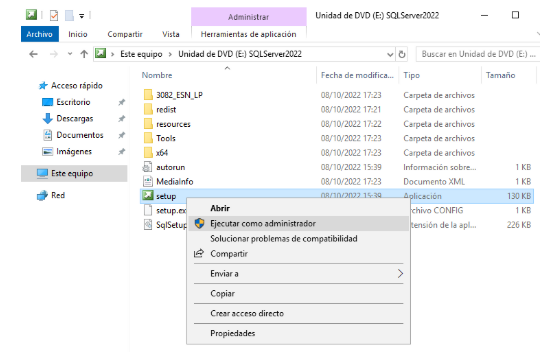 Administrar
Unidad de DVD (E:) SQLServer2022
Archivo Inicio Compartir Vista Herramientas de aplicación
Este equipo > Unidad de DVD (E:) SQLServer2022
Buscar en Unidad de DVD (E:) ...
Nombre Fecha de modifica... Tipo Tamaño
Acceso rápido
Escritorio
Descargas
Documentos
Imágenes
Este equipo
Red
3082_ESN_LP 08/10/2022 17:23 Carpeta de archivos
redist 08/10/2022 17:21 Carpeta de archivos
resources 08/10/2022 17:22 Carpeta de archivos
Tools 08/10/2022 17:23 Carpeta de archivos
x64 08/10/2022 17:23 Carpeta de archivos
autorun 08/10/2022 15:39 Información sobre... 1 KB
MediaInfo 08/10/2022 17:23 Documento XML 1 KB
setup 08/10/2022 15:39 Aplicación 130 KB
setup.ex rchivo CONFIG 1 KB
SqlSetup tensión de la apl... 226 KB
Abrir
Ejecutar como administrador
Solucionar problemas de compatibilidad
Compartir
Enviar a
Copiar
Crear acceso directo
Propiedades